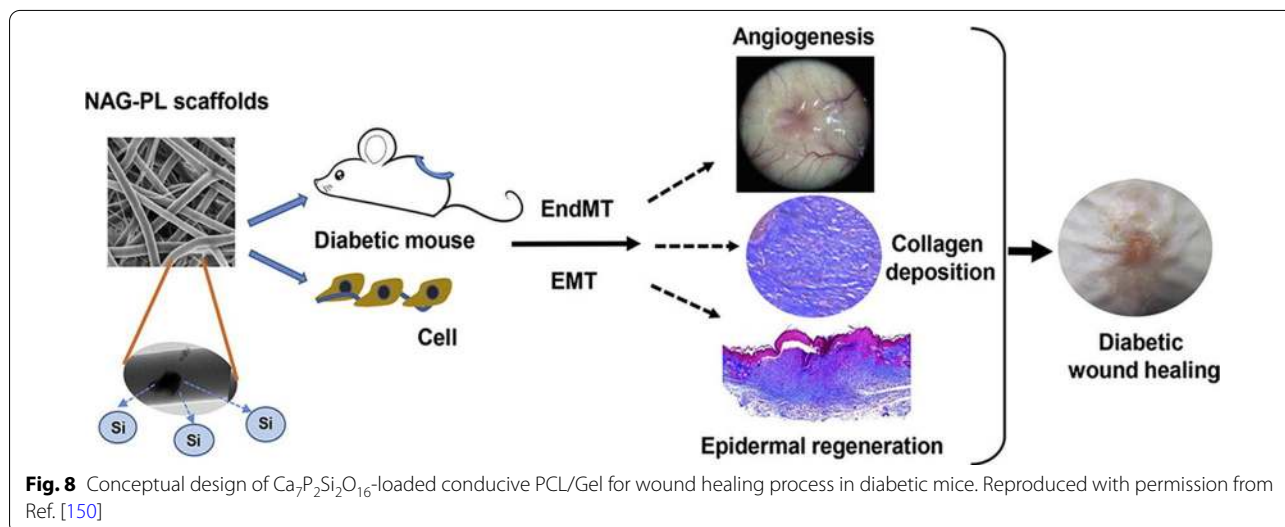 NAG-PL scaffolds
Si
Si
Si
Diabetic mouse
Cell
EndMT
EMT
Angiogenesis
Collagen
deposition
Epidermal regeneration
Diabetic
wound healing
Fig. 8 Conceptual design of Ca₇P₂Si₂O₁₆-loaded conducive PCL/Gel for wound healing process in diabetic mice. Reproduced with permission from
Ref. [150]